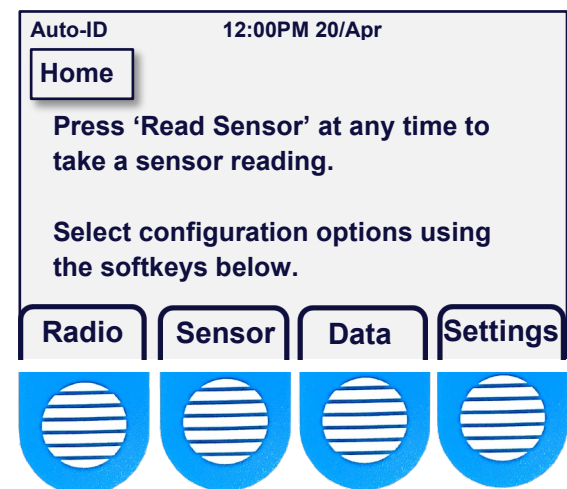 Auto-ID 12:00PM 20/Apr
Home
Press ‘Read Sensor’ at any time to
take a sensor reading.
Select configuration options using
the softkeys below.
Radio Sensor Data Settings